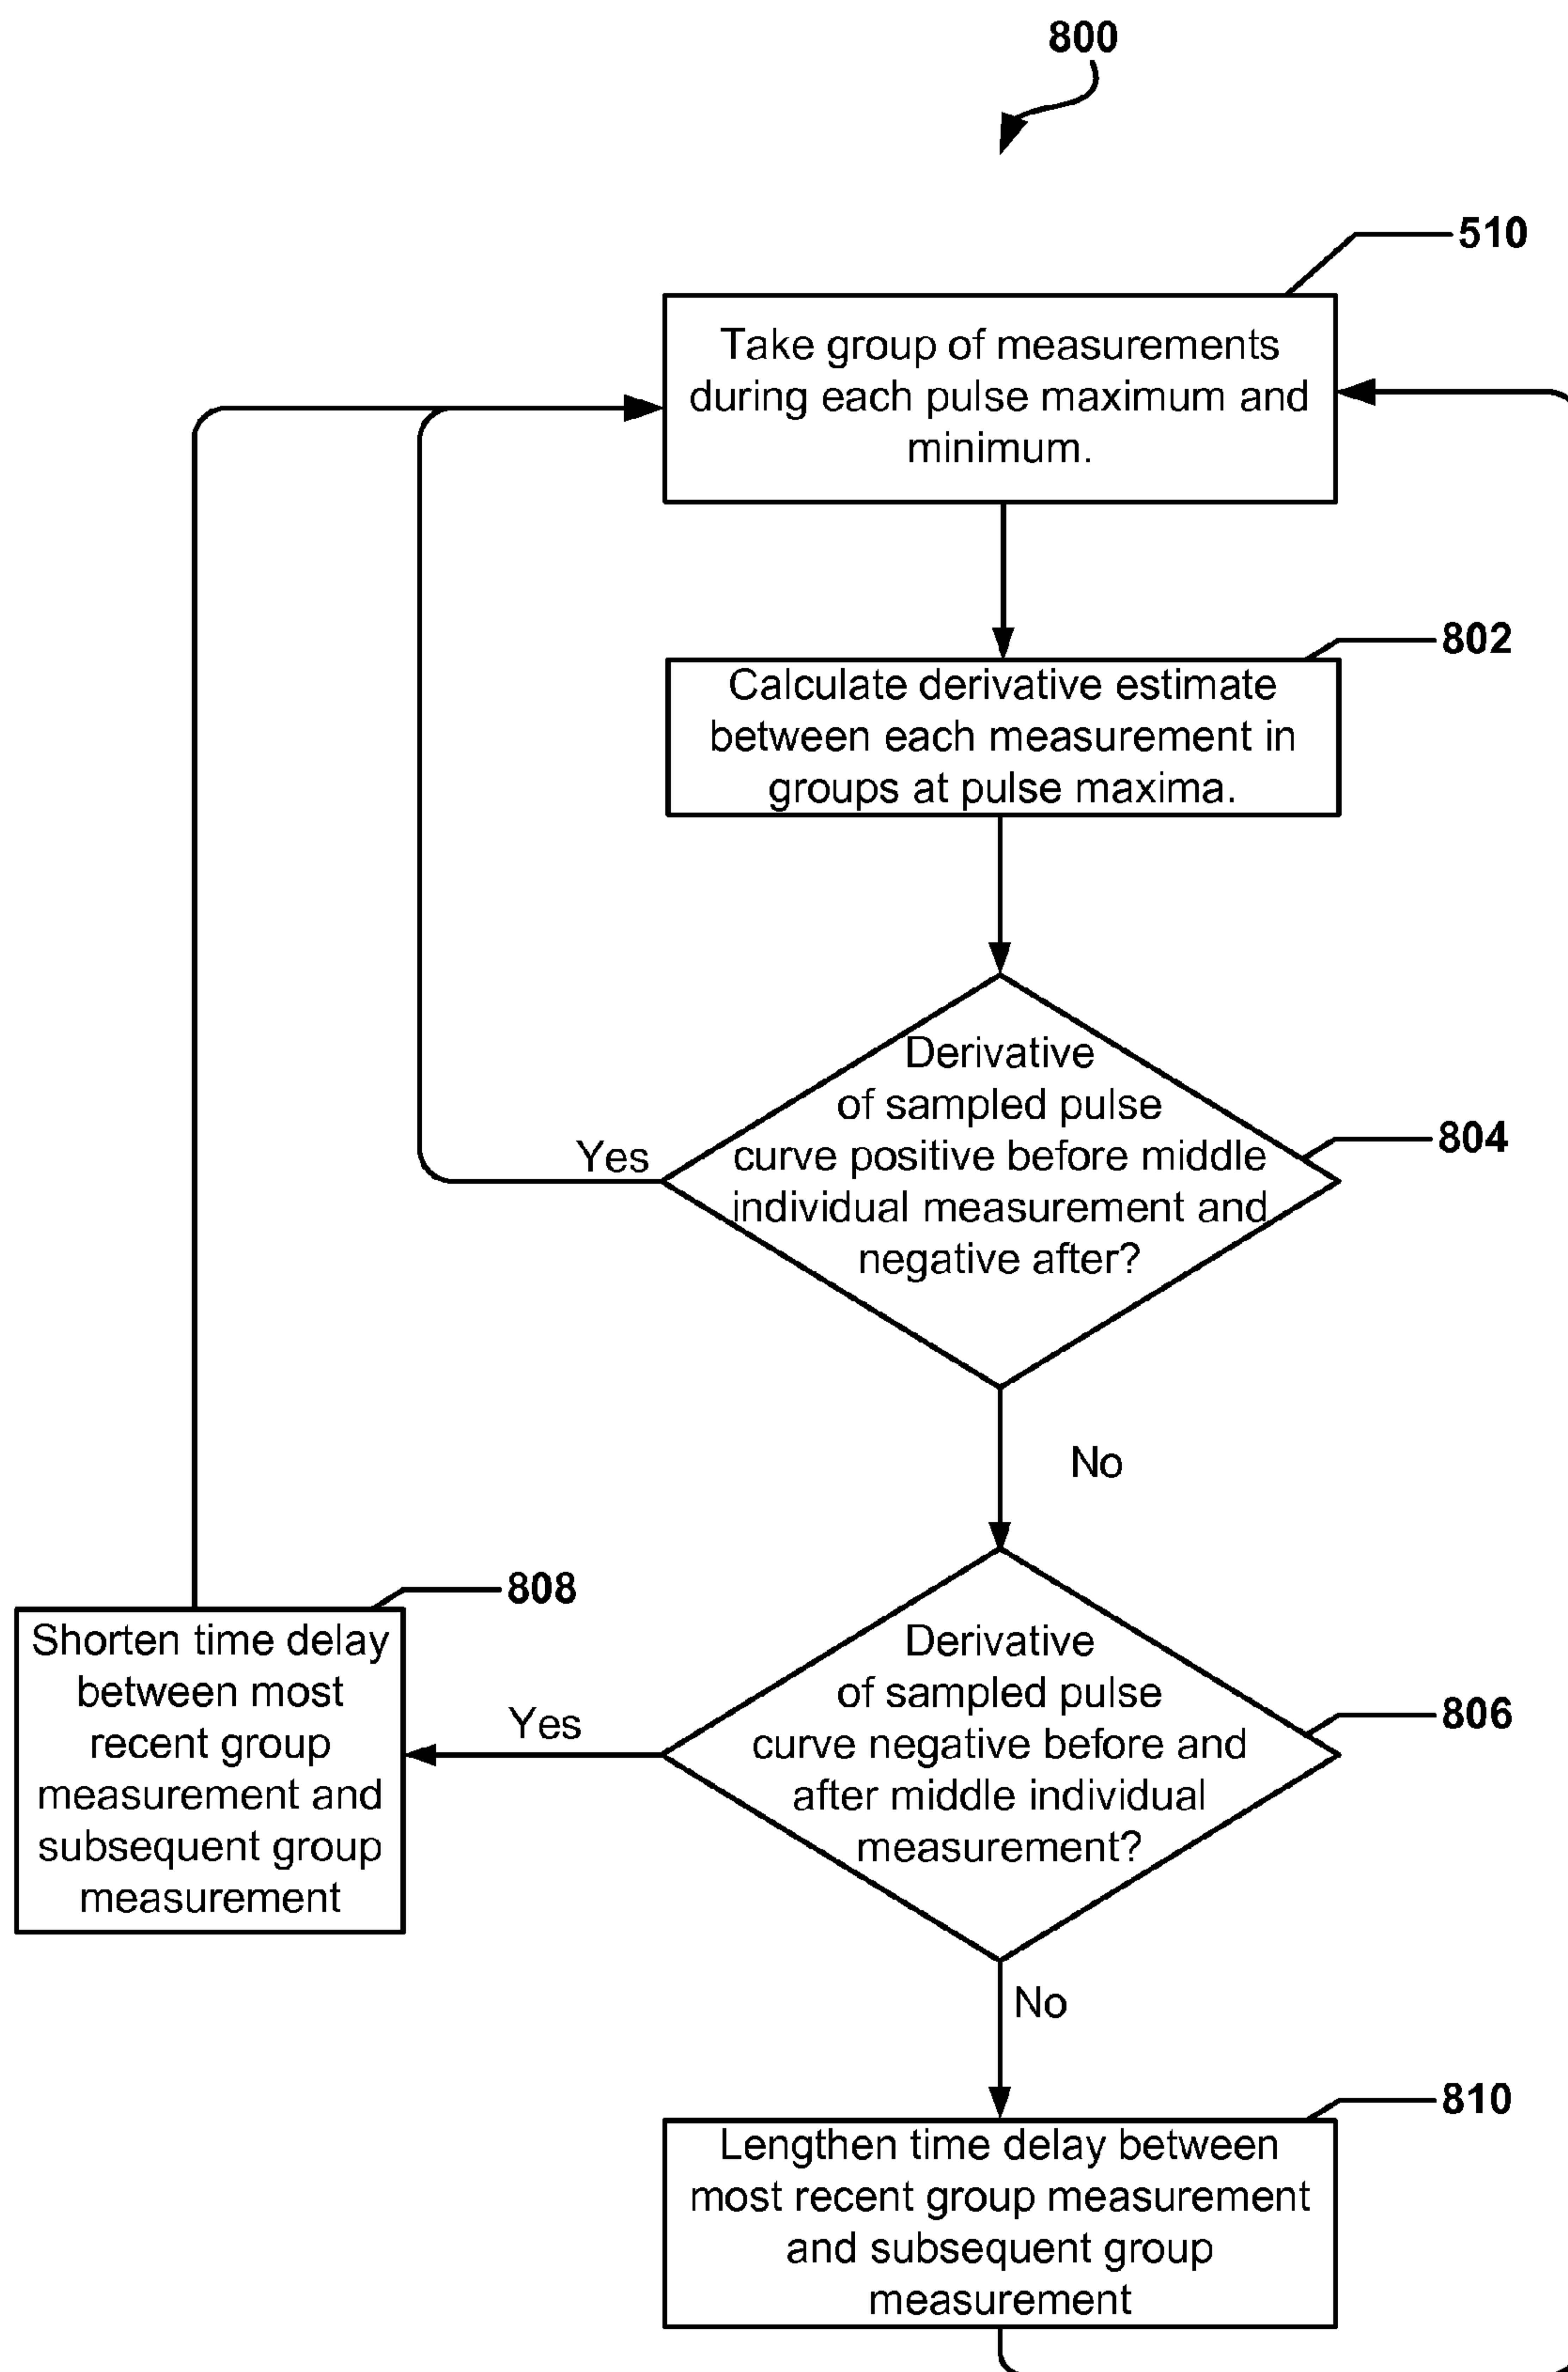 800
510
Take group of measurements
during each pulse maximum and
minimum.
802
Calculate derivative estimate
between each measurement in
groups at pulse maxima.
Derivative
of sampled pulse
curve positive before middle
individual measurement and
negative after?
804
Yes
No
808
Shorten time delay
between most
recent group
measurement and
subsequent group
measurement
Yes
Derivative
of sampled pulse
curve negative before and
after middle individual
measurement?
806
No
810
Lengthen time delay between
most recent group measurement
and subsequent group
measurement